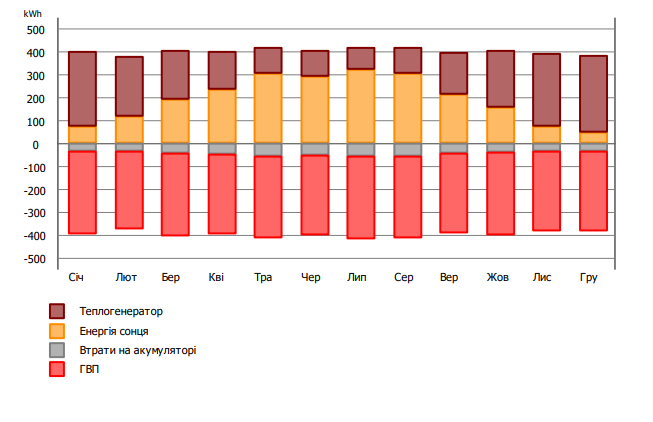 kWh
500
400
300
200
100
0
-100
-200
-300
-400
-500
Січ Лют Бер Кві Тра Чер Лип Сер Вер Жов Лис Гру
Теплогенератор
Енергія сонця
Втрати на акумуляторі
ГВП